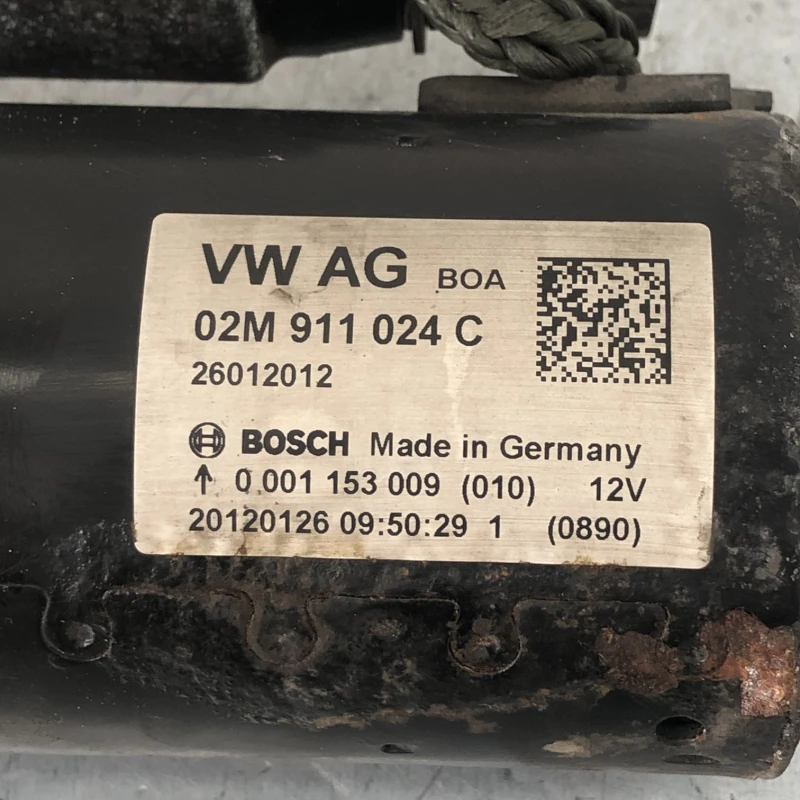 VW AG BOA
02M 911 024 C
26012012
BOSCH Made in Germany
↑ 0 001 153 009 (010) 12V
20120126 09:50:29 1 (0890)